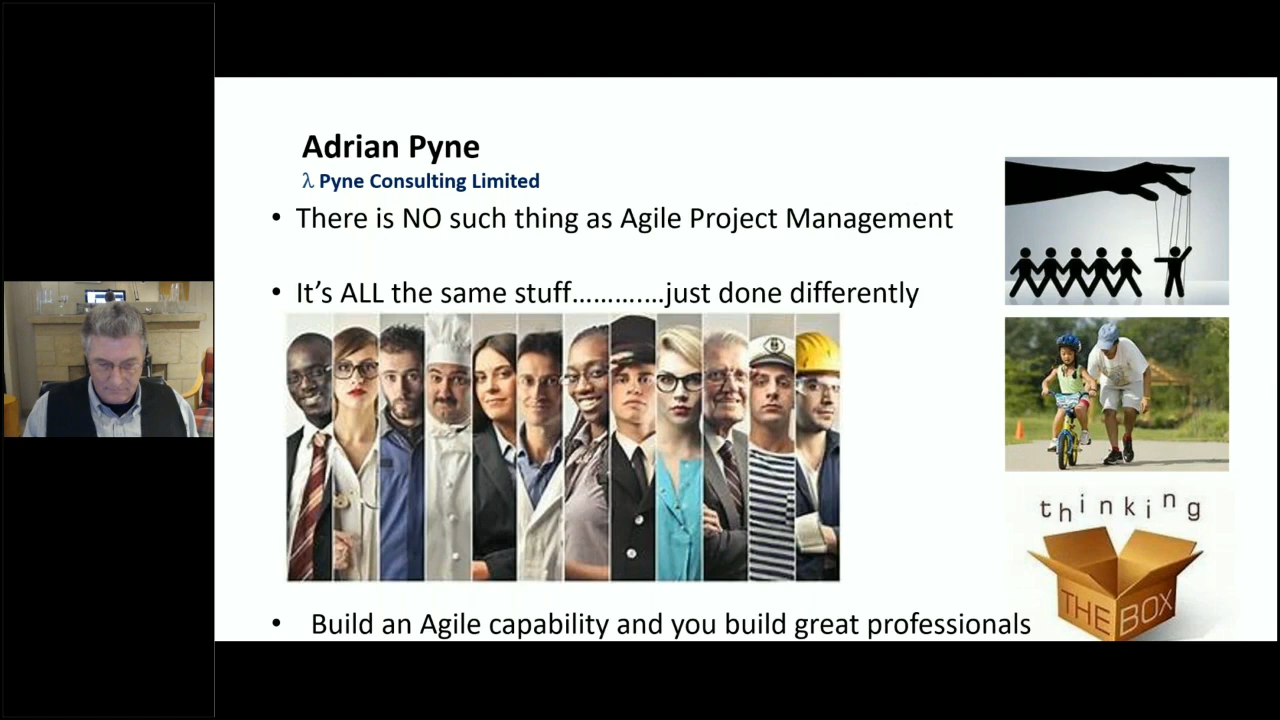 Adrian Pyne
λ Pyne Consulting Limited
• There is NO such thing as Agile Project Management
• It’s ALL the same stuff………….just done differently
• Build an Agile capability and you build great professionals
thinking
THE BOX